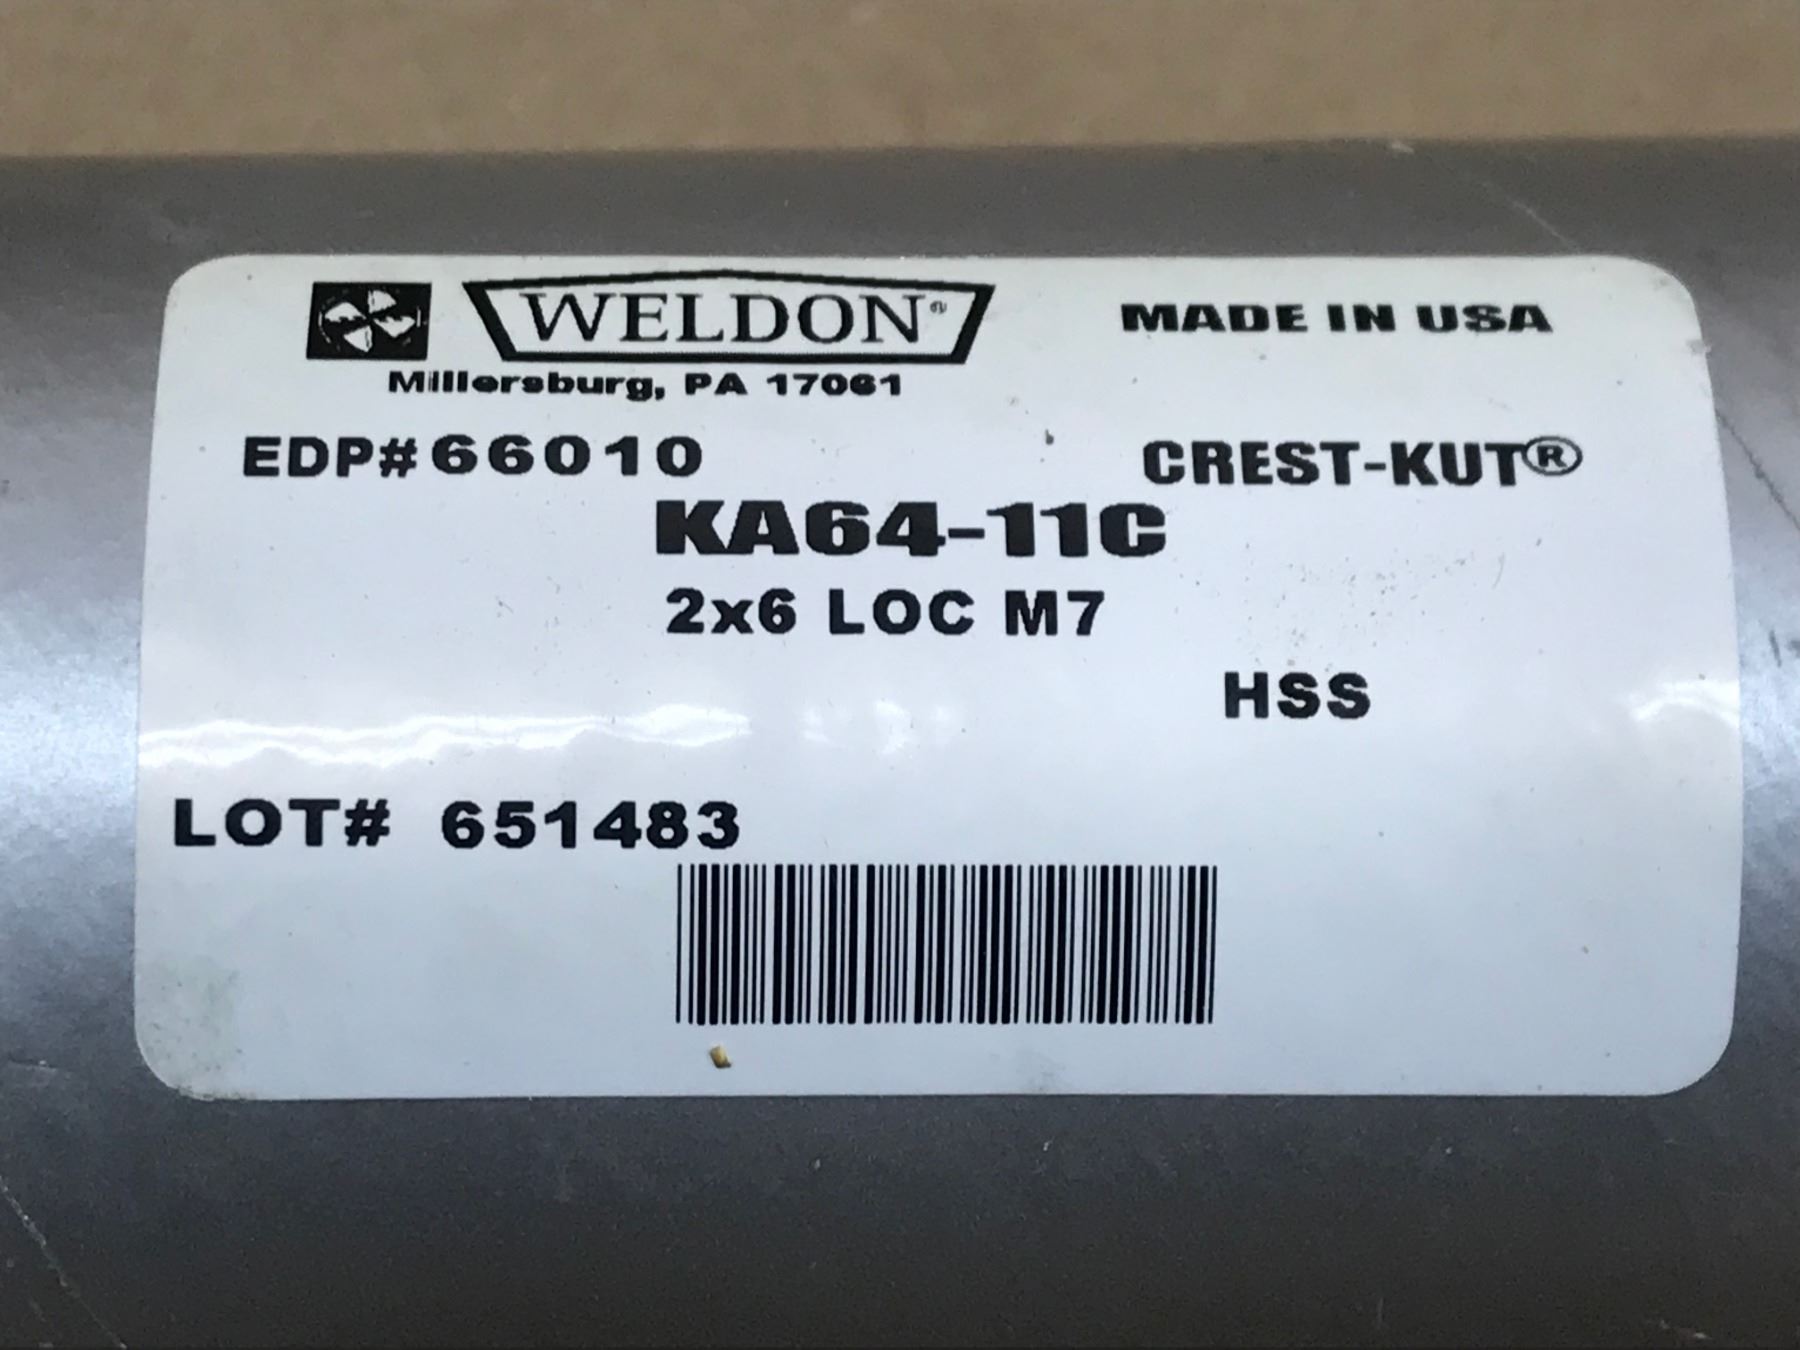 WELDON® MADE IN USA
Millersburg, PA 17061
EDP#66010 CREST-KUT®
KA64-11C
2x6 LOC M7
HSS
LOT# 651483